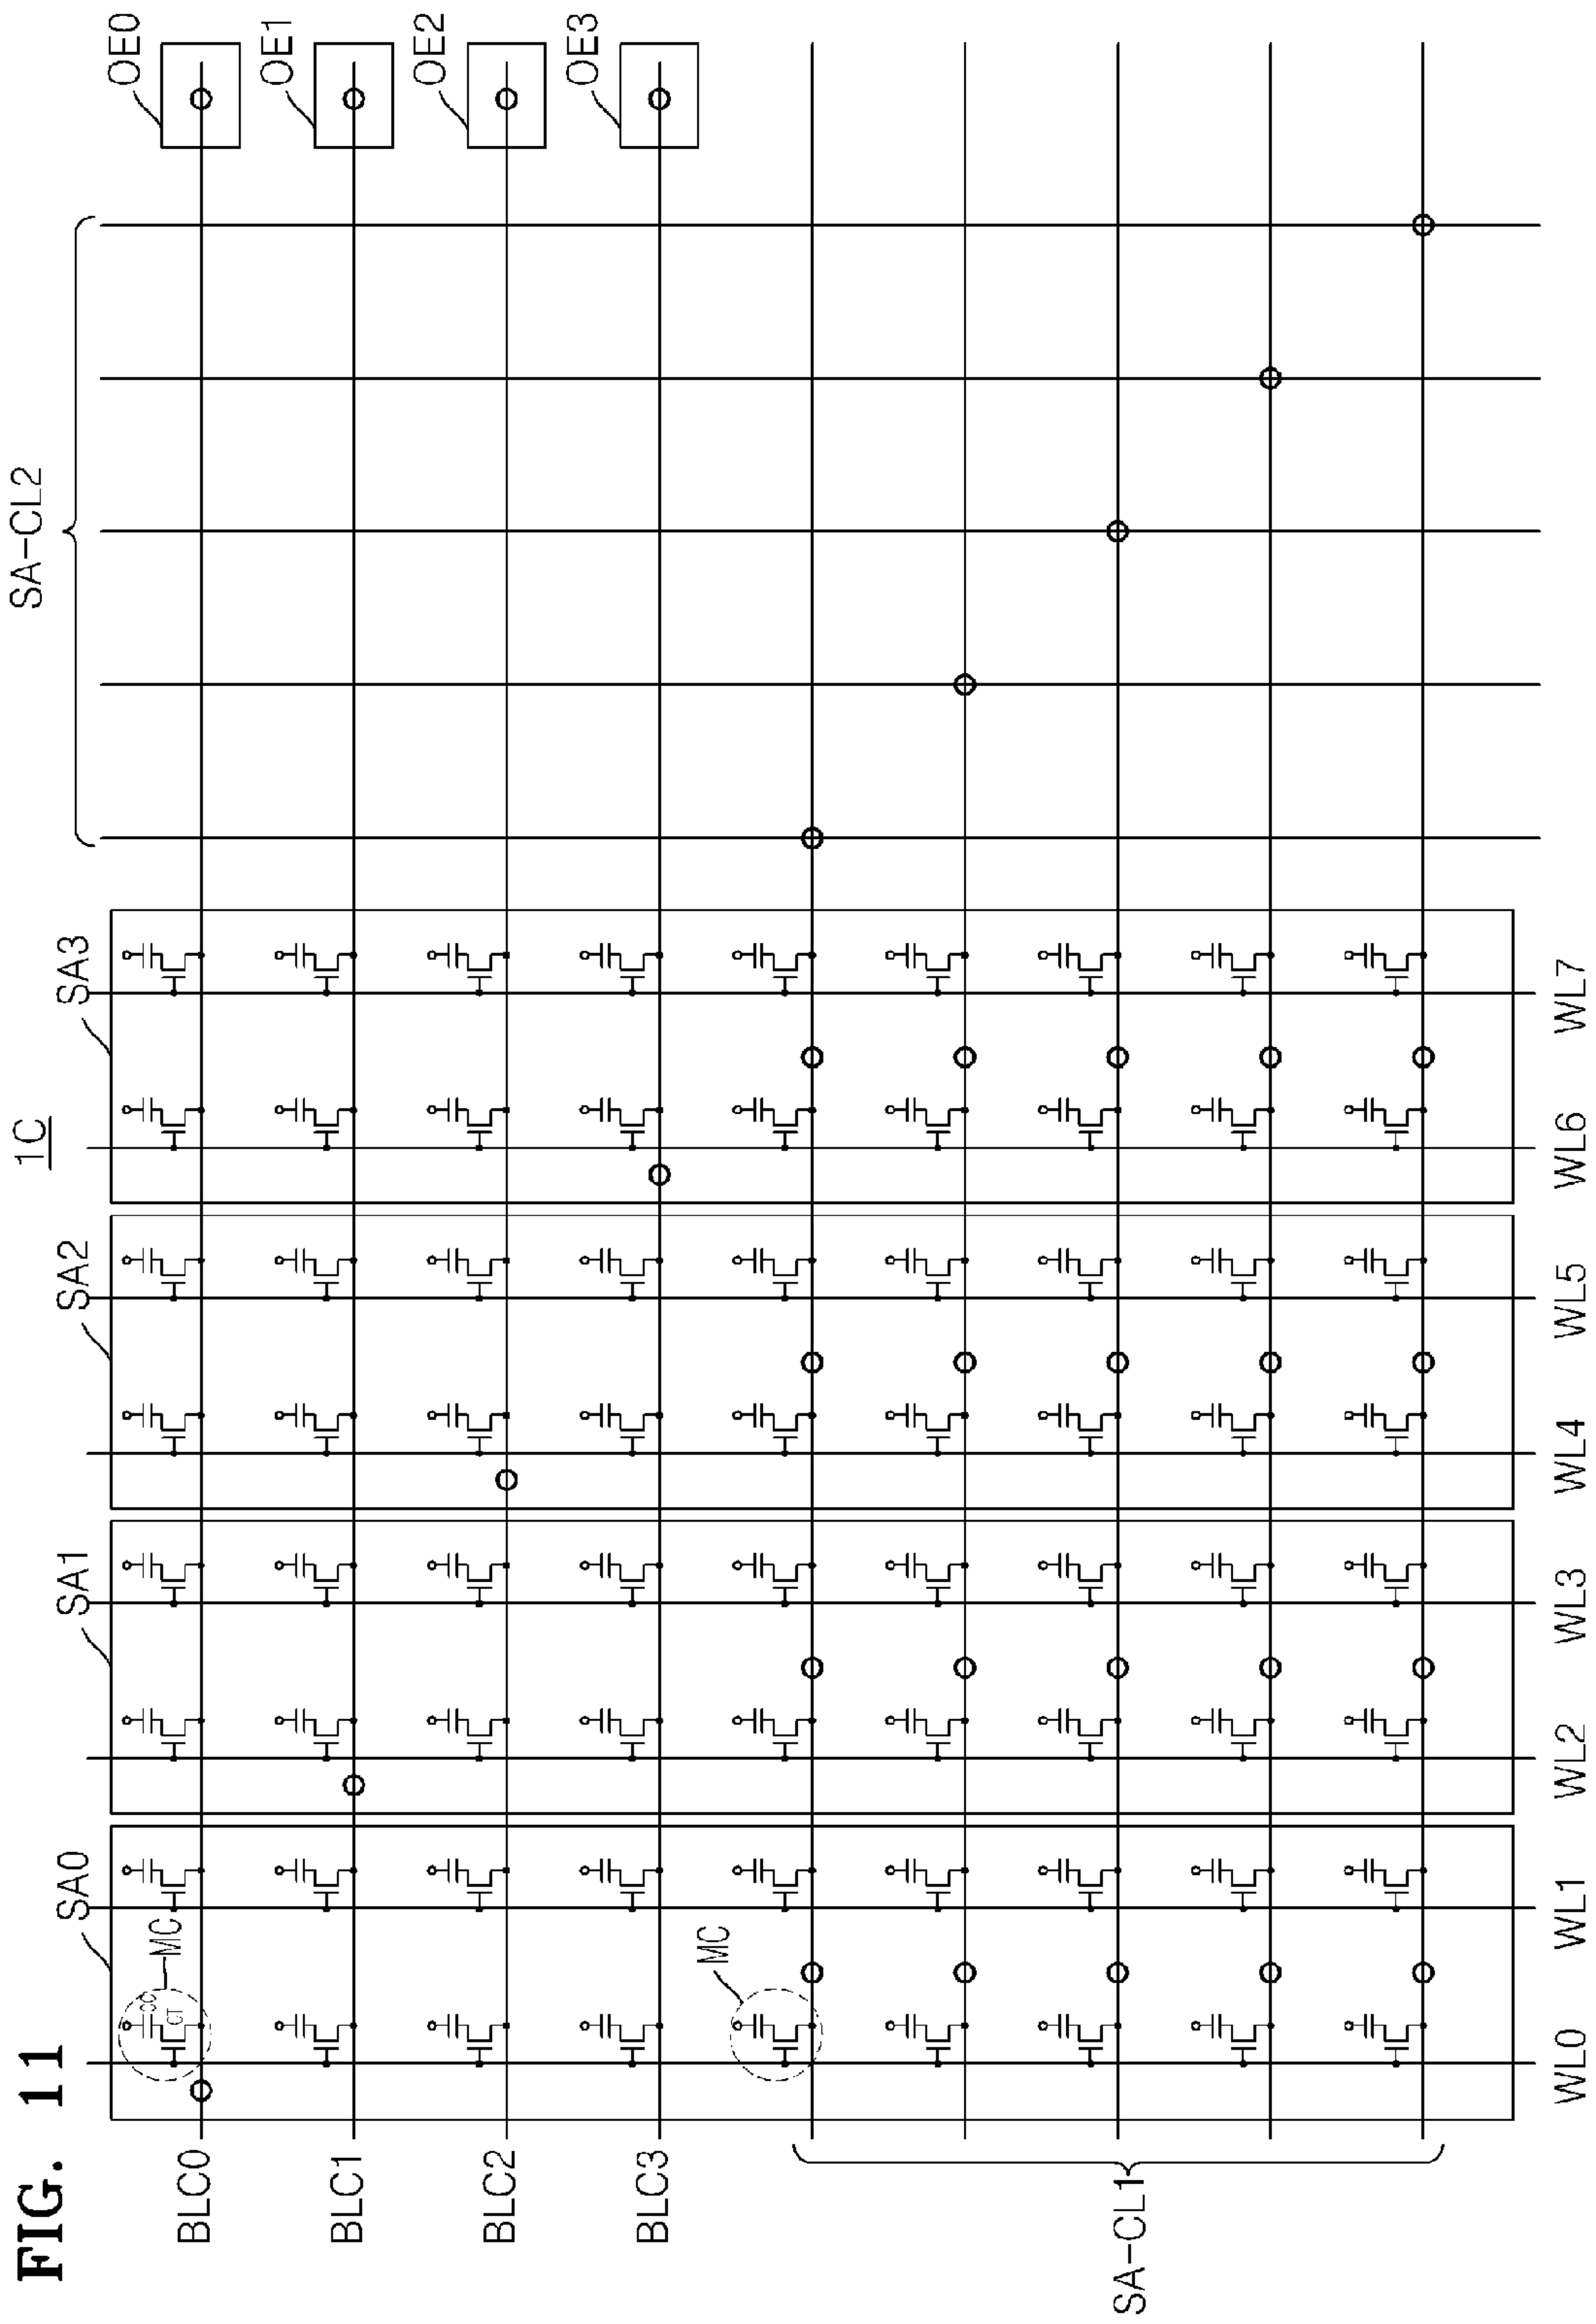 FIG. 11
1C
SA-CL2
OE0
OE1
OE2
OE3
SA0
SA1
SA2
SA3
MC
CC
CT
MC
BLC0
BLC1
BLC2
BLC3
SA-CL1
WL0
WL1
WL2
WL3
WL4
WL5
WL6
WL7